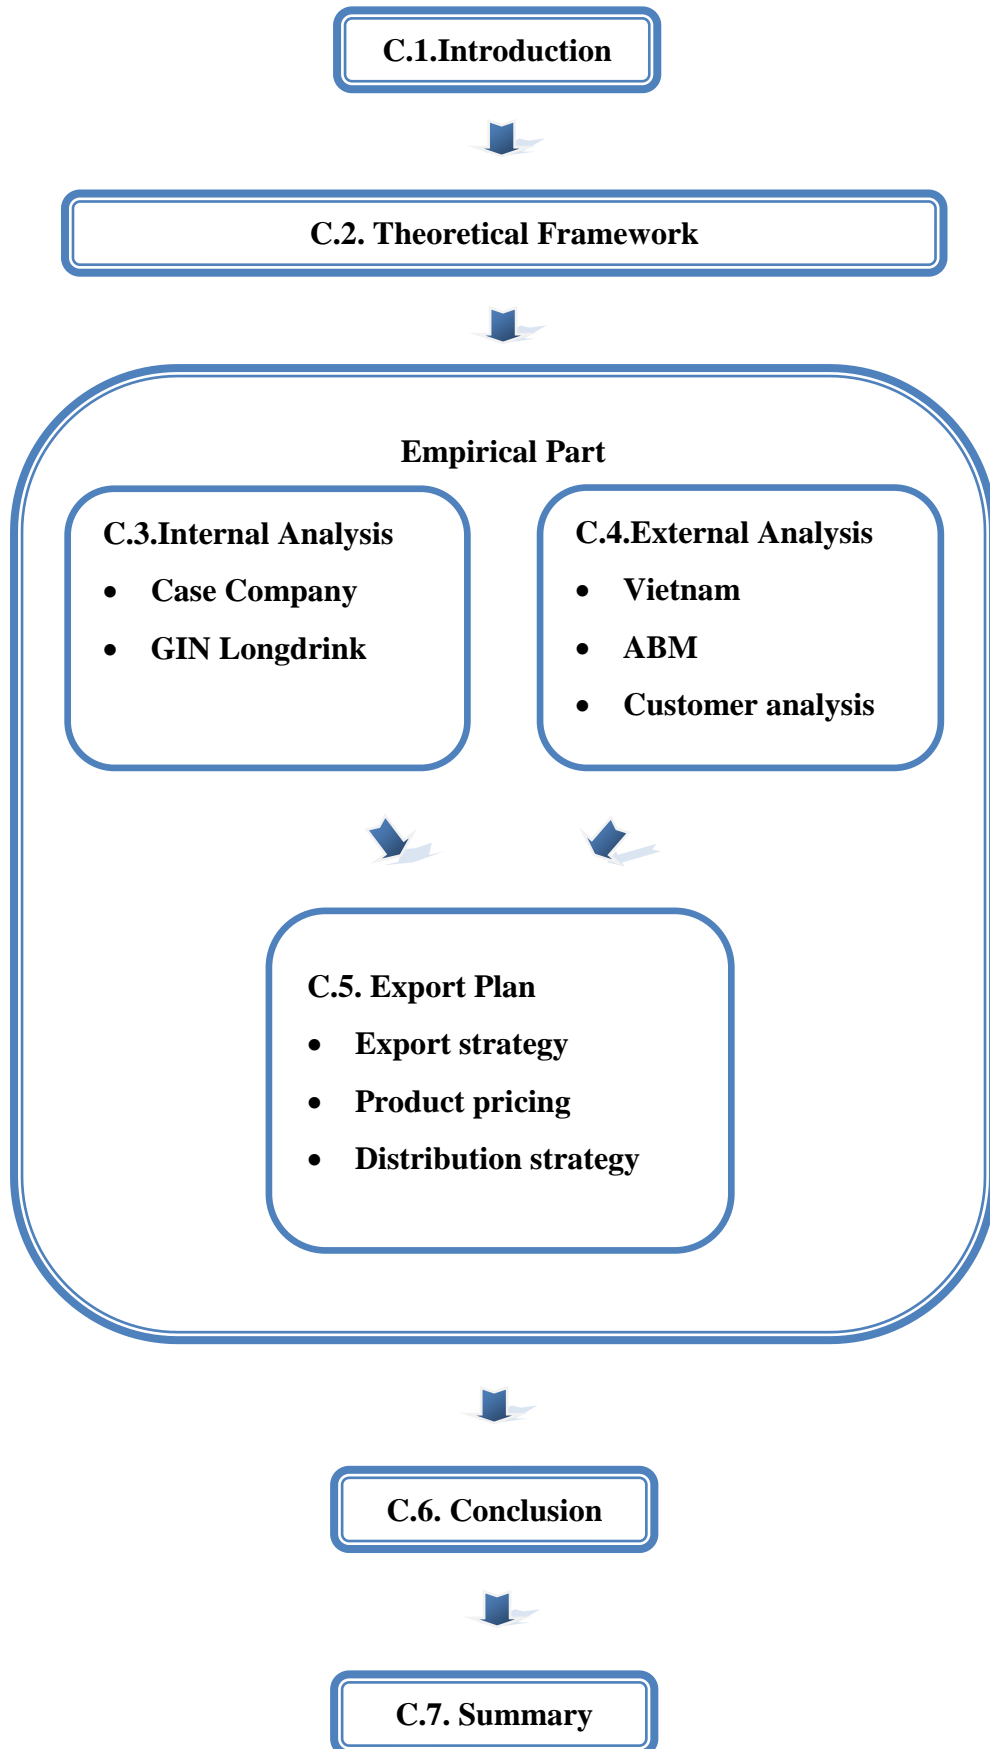 C.1.Introduction
C.2. Theoretical Framework
Empirical Part
C.3.Internal Analysis
• Case Company
• GIN Longdrink
C.4.External Analysis
• Vietnam
• ABM
• Customer analysis
C.5. Export Plan
• Export strategy
• Product pricing
• Distribution strategy
C.6. Conclusion
C.7. Summary